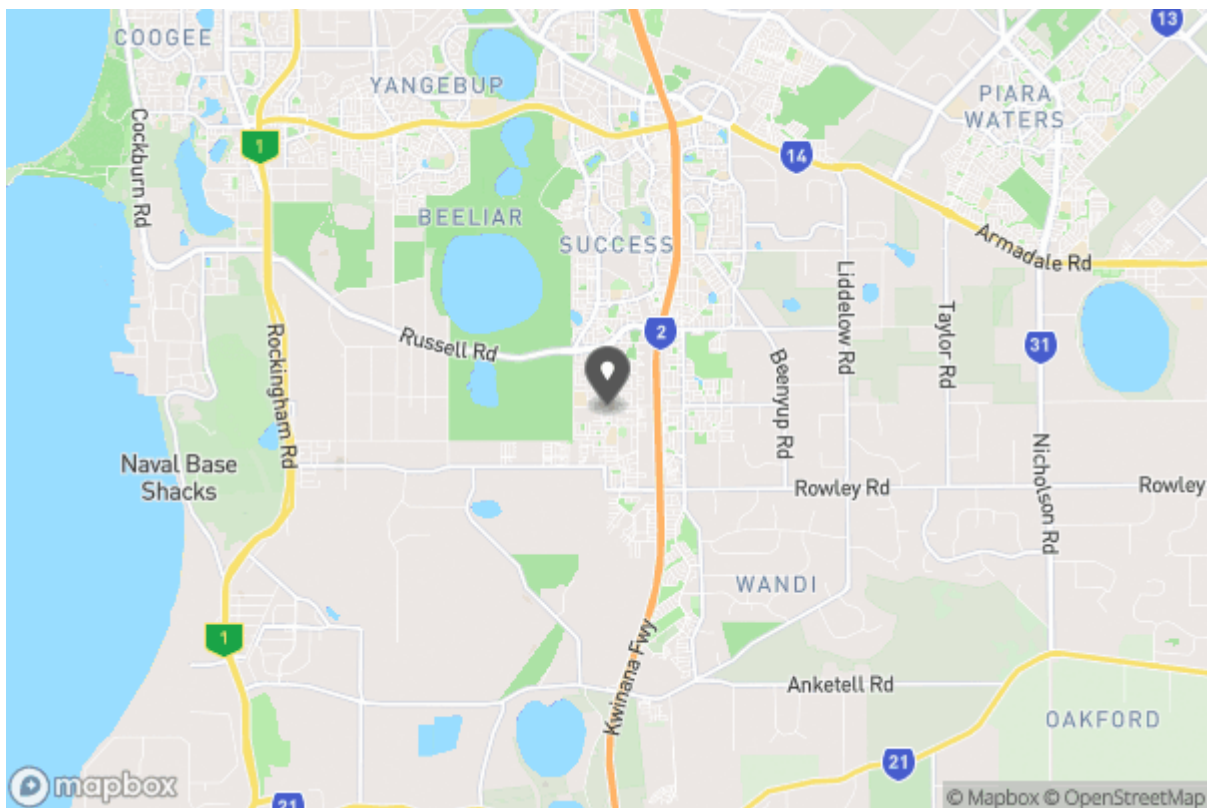 COOGEE
13
YANGEBUP
PIARA
WATERS
Cockburn Rd
1
14
BEELIAR
SUCCESS
Armadale Rd
Liddelow Rd
Taylor Rd
Russell Rd
2
31
Rockingham Rd
Beenyup Rd
Nicholson Rd
Naval Base
Shacks
Rowley Rd
Rowley
WANDI
1
Kwinana Fwy
Anketell Rd
OAKFORD
21
21
mapbox
© Mapbox © OpenStreetMap